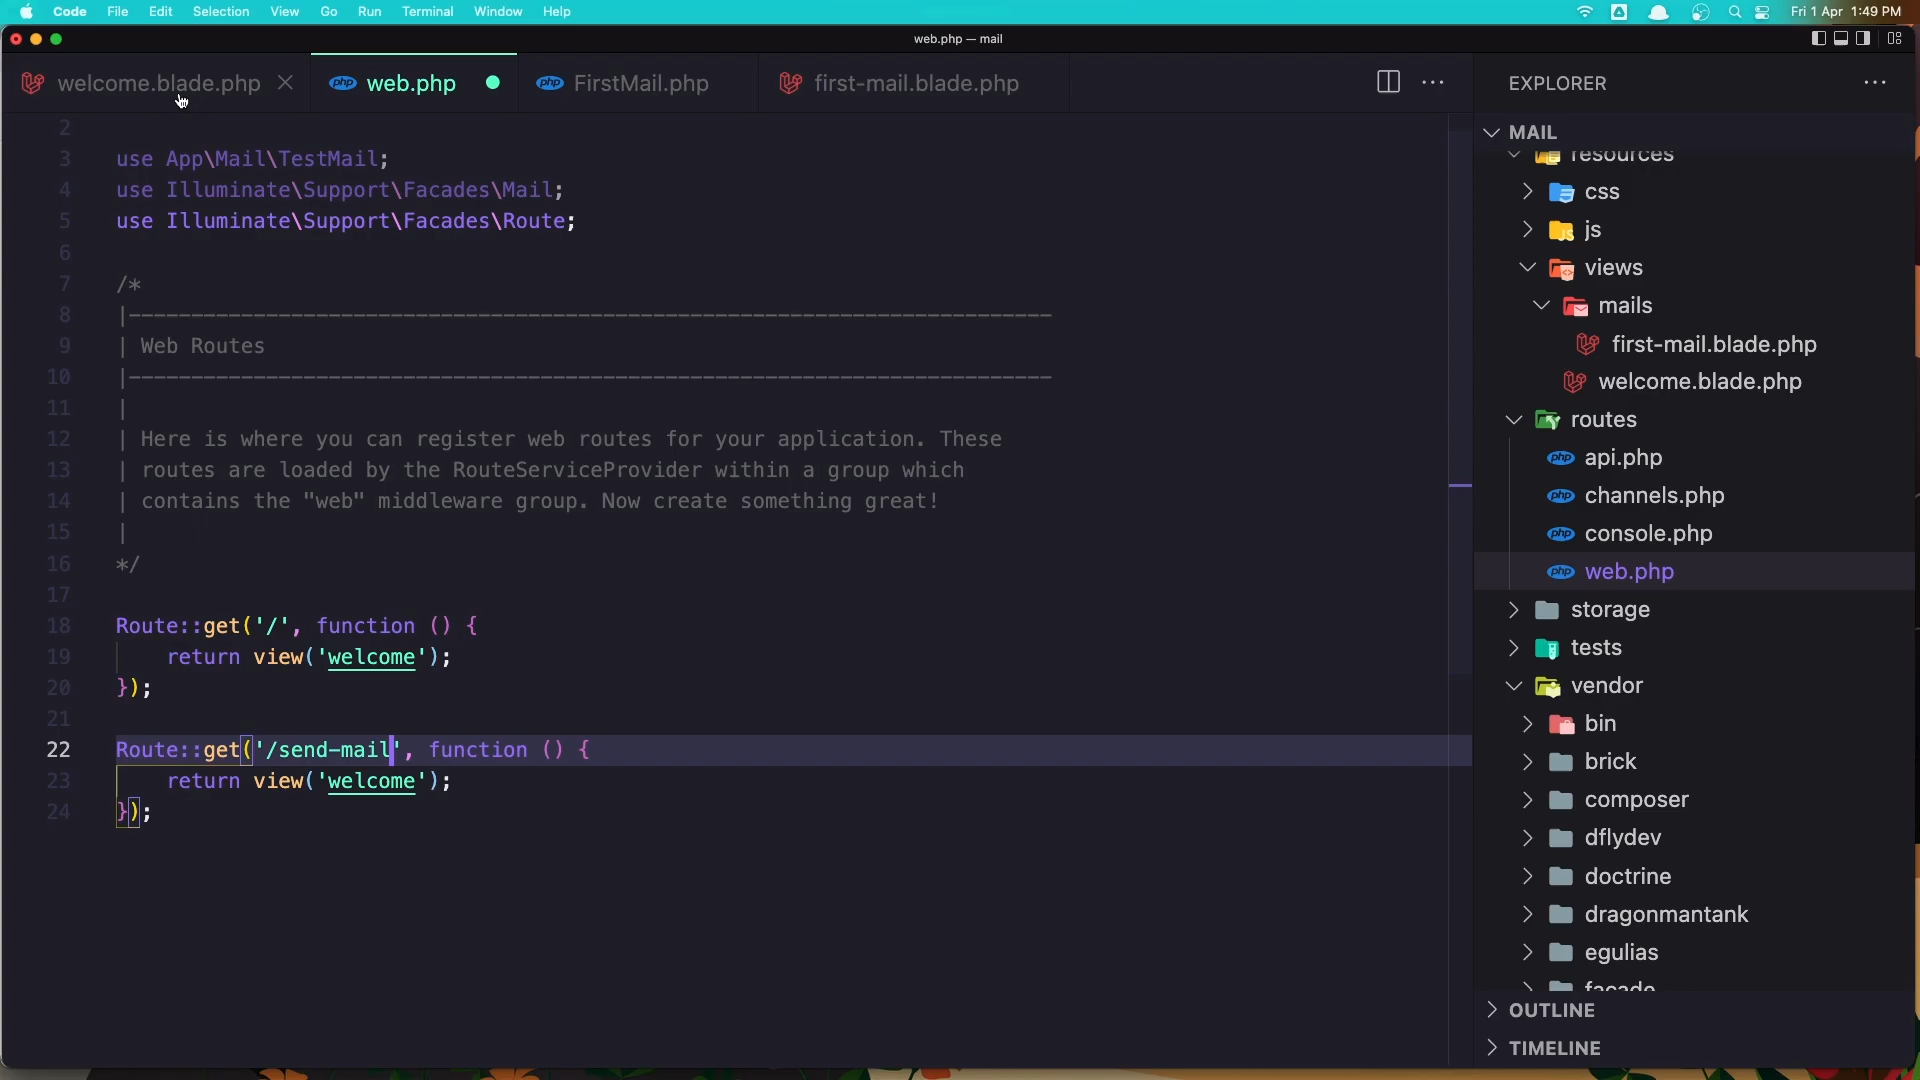 Code File Edit Selection View Go Run Terminal Window Help Fri 1 Apr 1:49 PM
web.php — mail
welcome.blade.php web.php FirstMail.php first-mail.blade.php
2
3 use App\Mail\TestMail;
4 use Illuminate\Support\Facades\Mail;
5 use Illuminate\Support\Facades\Route;
6
7 /*
8 |--------------------------------------------------------------------------
9 | Web Routes
10 |--------------------------------------------------------------------------
11 |
12 | Here is where you can register web routes for your application. These
13 | routes are loaded by the RouteServiceProvider within a group which
14 | contains the "web" middleware group. Now create something great!
15 |
16 */
17
18 Route::get('/', function () {
19 return view('welcome');
20 });
21
22 Route::get('/send-mail', function () {
23 return view('welcome');
24 });
EXPLORER
MAIL
resources
css
js
views
mails
first-mail.blade.php
welcome.blade.php
routes
php api.php
php channels.php
php console.php
php web.php
storage
tests
vendor
bin
brick
composer
dflydev
doctrine
dragonmantank
egulias
facade
OUTLINE
TIMELINE